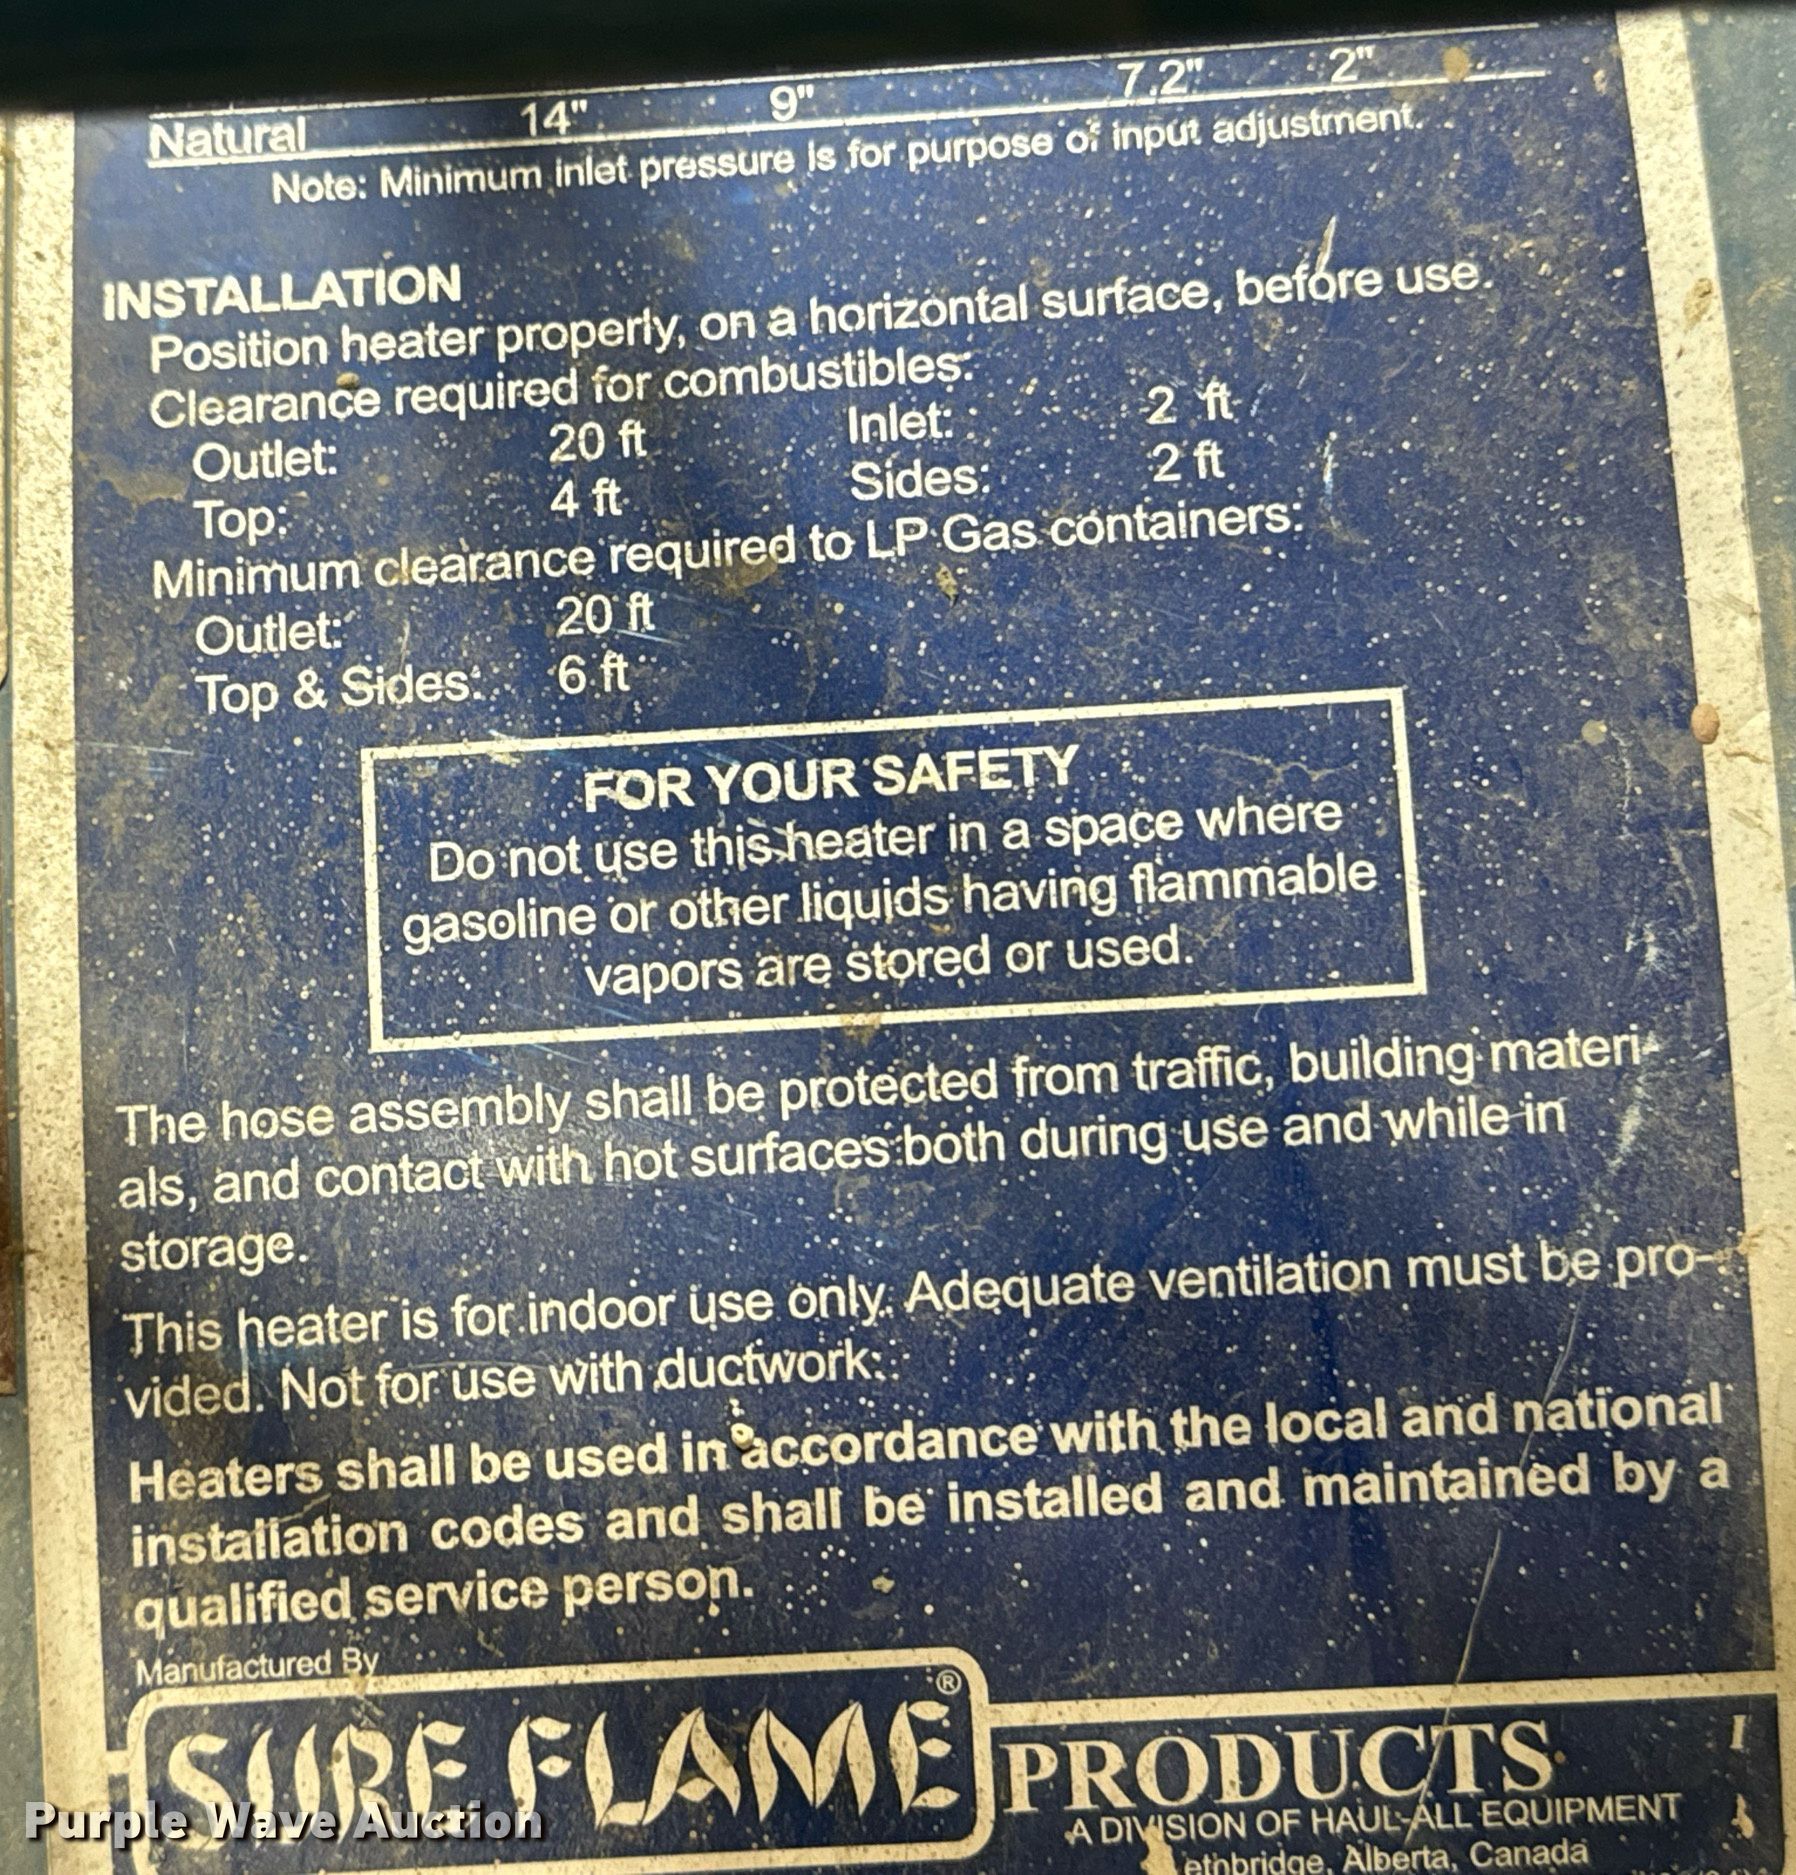 Natural 14" 9" 7.2" 2"
Note: Minimum inlet pressure is for purpose of input adjustment.
INSTALLATION
Position heater properly, on a horizontal surface, before use.
Clearance required for combustibles:
Outlet: 20 ft Inlet: 2 ft
Top: 4 ft Sides: 2 ft
Minimum clearance required to LP Gas containers:
Outlet: 20 ft
Top & Sides: 6 ft
FOR YOUR SAFETY
Do not use this heater in a space where
gasoline or other liquids having flammable
vapors are stored or used.
The hose assembly shall be protected from traffic, building materi-
als, and contact with hot surfaces both during use and while in
storage.
This heater is for indoor use only. Adequate ventilation must be pro-
vided. Not for use with ductwork.
Heaters shall be used in accordance with the local and national
installation codes and shall be installed and maintained by a
qualified service person.
Manufactured By
SURE FLAME® PRODUCTS
A DIVISION OF HAUL-ALL EQUIPMENT
ethbridge, Alberta, Canada
Purple Wave Auction